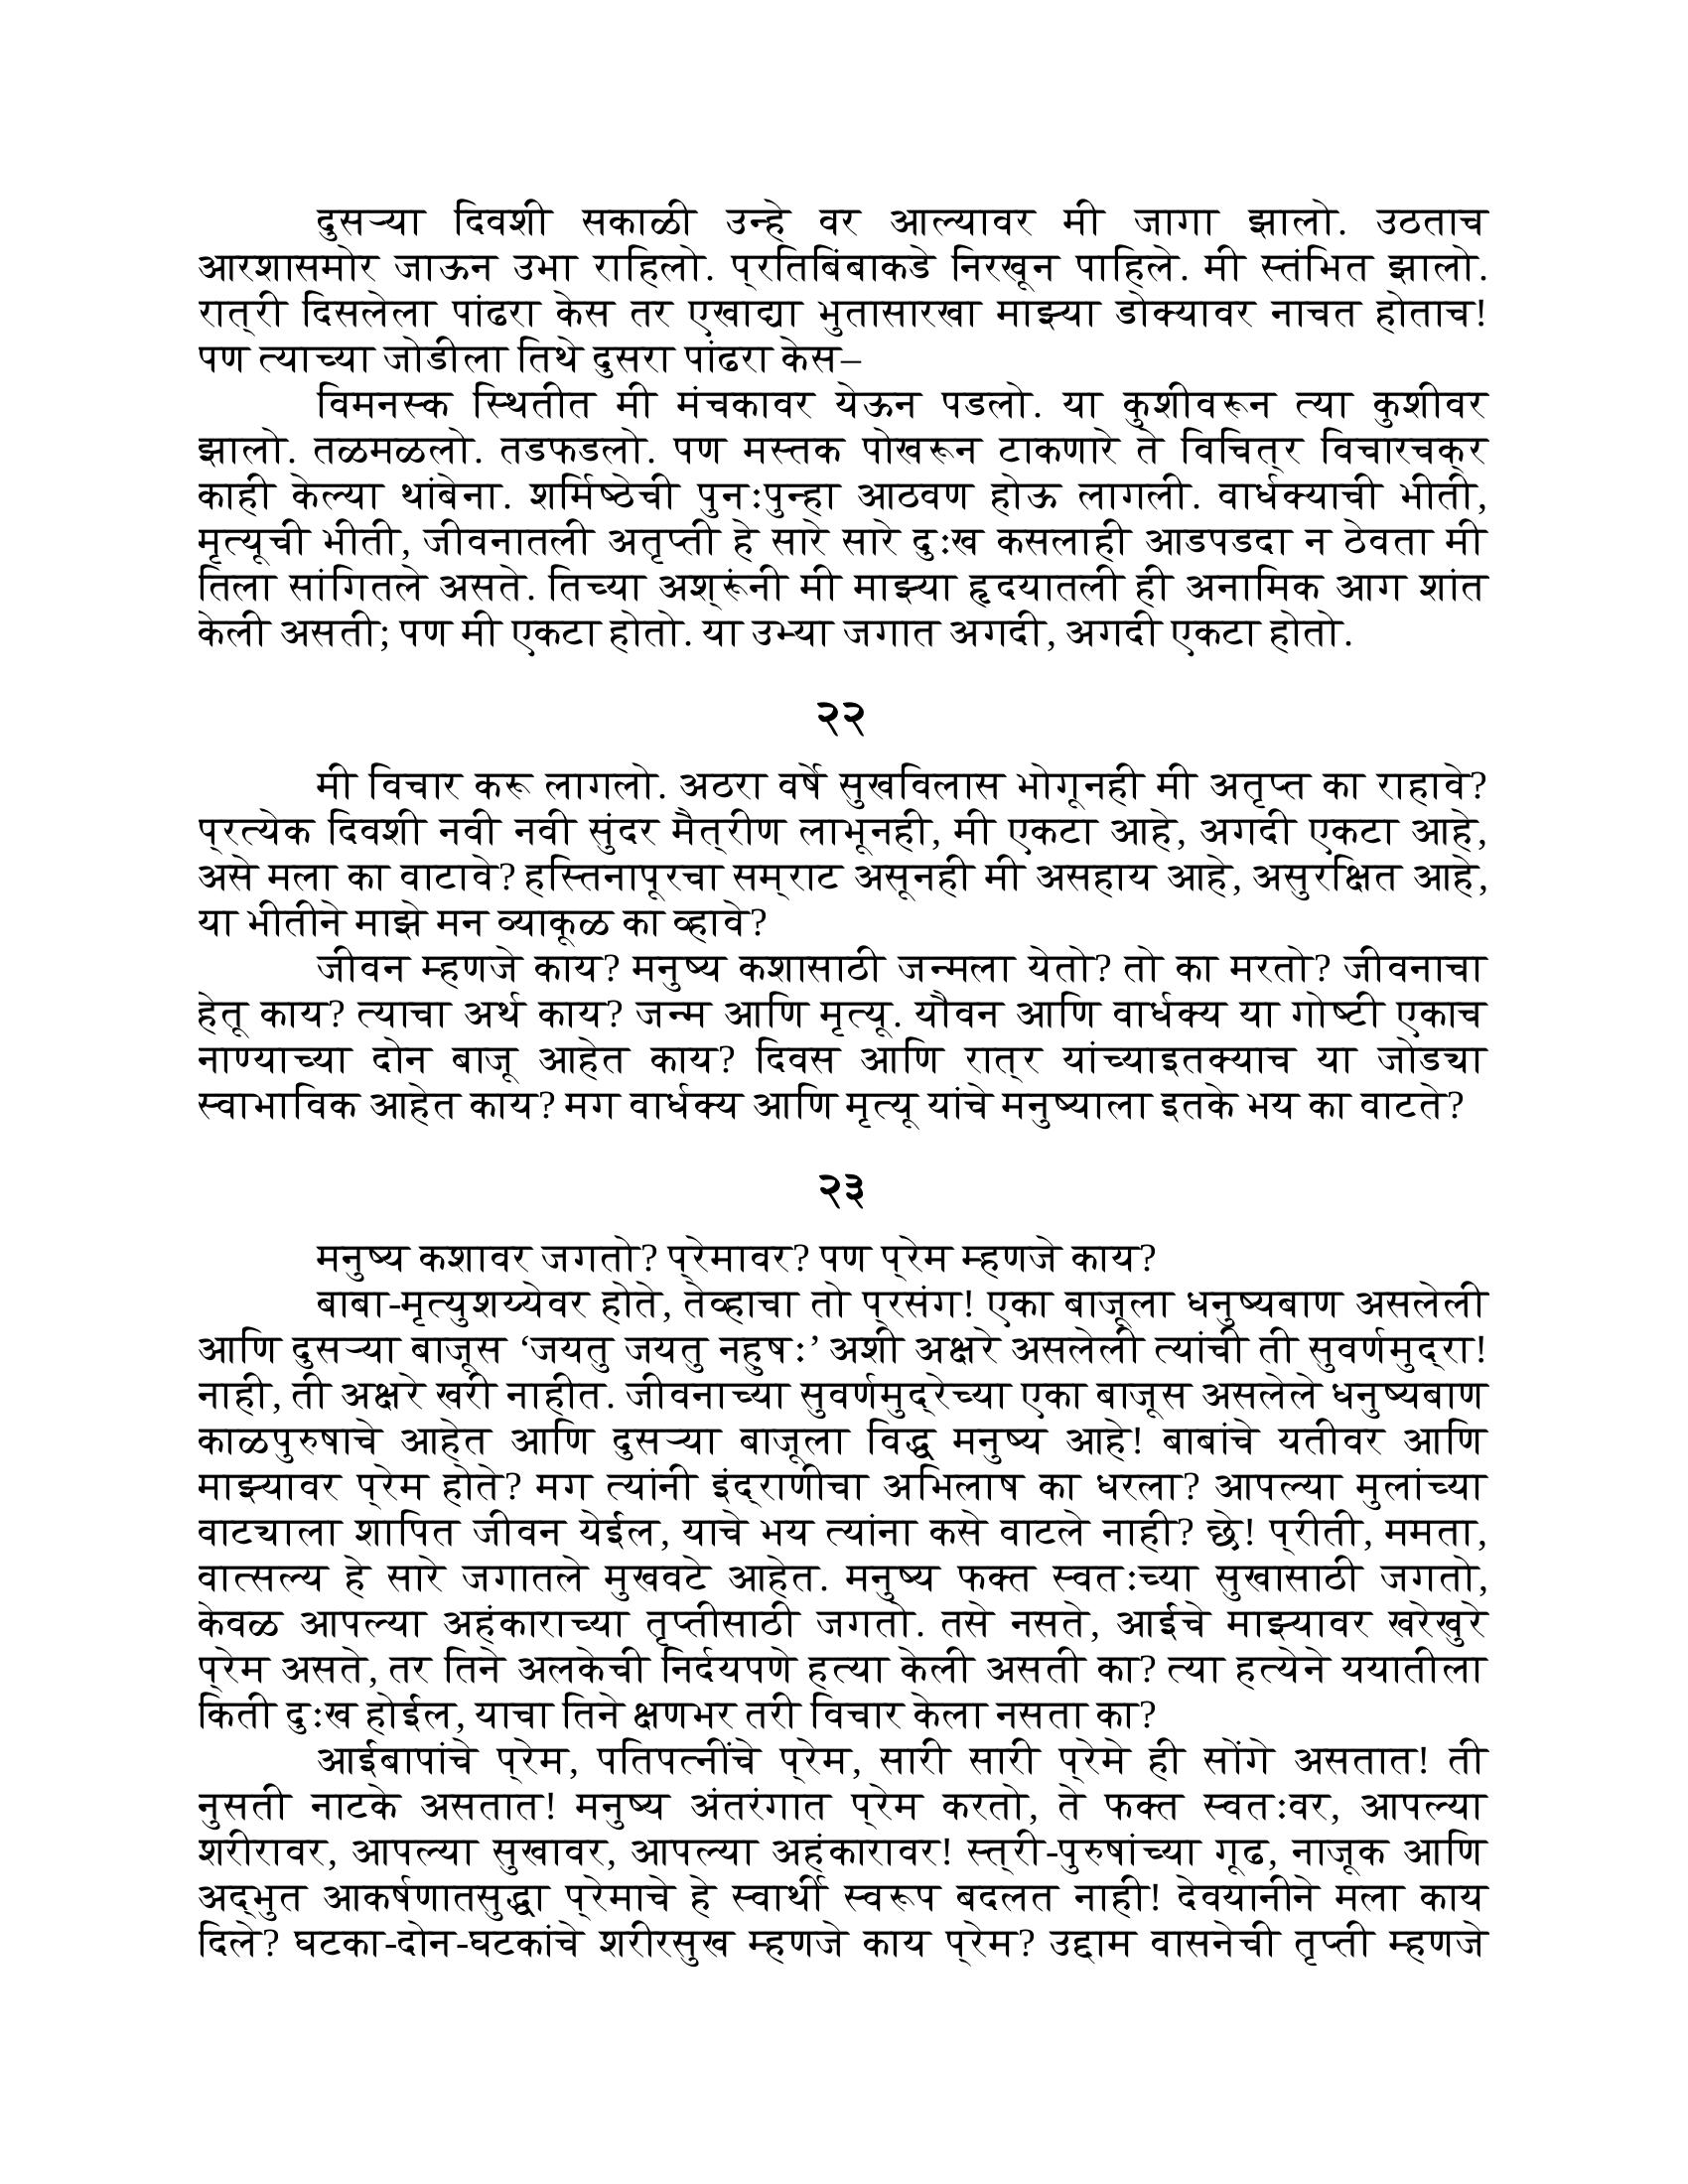 दुसऱ्या दिवशी सकाळी उन्हे वर आल्यावर मी जागा झालो. उठताच
आरशासमोर जाऊन उभा राहिलो. प्रतिबिंबाकडे निरखून पाहिले. मी स्तंभित झालो.
रात्री दिसलेला पांढरा केस तर एखाद्या भुतासारखा माझ्या डोक्यावर नाचत होताच!
पण त्याच्या जोडीला तिथे दुसरा पांढरा केस–
विमनस्क स्थितीत मी मंचकावर येऊन पडलो. या कुशीवरून त्या कुशीवर
झालो. तळमळलो. तडफडलो. पण मस्तक पोखरून टाकणारे ते विचित्र विचारचक्र
काही केल्या थांबेना. शर्मिष्ठेची पुनःपुन्हा आठवण होऊ लागली. वार्धक्याची भीती,
मृत्यूची भीती, जीवनातली अतृप्ती हे सारे सारे दुःख कसलाही आडपडदा न ठेवता मी
तिला सांगितले असते. तिच्या अश्रूंनी मी माझ्या हृदयातली ही अनामिक आग शांत
केली असती; पण मी एकटा होतो. या उभ्या जगात अगदी, अगदी एकटा होतो.
२२
मी विचार करू लागलो. अठरा वर्षे सुखविलास भोगूनही मी अतृप्त का राहावे?
प्रत्येक दिवशी नवी नवी सुंदर मैत्रीण लाभूनही, मी एकटा आहे, अगदी एकटा आहे,
असे मला का वाटावे? हस्तिनापूरचा सम्राट असूनही मी असहाय आहे, असुरक्षित आहे,
या भीतीने माझे मन व्याकूळ का व्हावे?
जीवन म्हणजे काय? मनुष्य कशासाठी जन्मला येतो? तो का मरतो? जीवनाचा
हेतू काय? त्याचा अर्थ काय? जन्म आणि मृत्यू. यौवन आणि वार्धक्य या गोष्टी एकाच
नाण्याच्या दोन बाजू आहेत काय? दिवस आणि रात्र यांच्याइतक्याच या जोड्या
स्वाभाविक आहेत काय? मग वार्धक्य आणि मृत्यू यांचे मनुष्याला इतके भय का वाटते?
२३
मनुष्य कशावर जगतो? प्रेमावर? पण प्रेम म्हणजे काय?
बाबा-मृत्युशय्येवर होते, तेव्हाचा तो प्रसंग! एका बाजूला धनुष्यबाण असलेली
आणि दुसऱ्या बाजूस ‘जयतु जयतु नहुषः’ अशी अक्षरे असलेली त्यांची ती सुवर्णमुद्रा!
नाही, ती अक्षरे खरी नाहीत. जीवनाच्या सुवर्णमुद्रेच्या एका बाजूस असलेले धनुष्यबाण
काळपुरुषाचे आहेत आणि दुसऱ्या बाजूला विद्ध मनुष्य आहे! बाबांचे यतीवर आणि
माझ्यावर प्रेम होते? मग त्यांनी इंद्राणीचा अभिलाष का धरला? आपल्या मुलांच्या
वाट्याला शापित जीवन येईल, याचे भय त्यांना कसे वाटले नाही? छे! प्रीती, ममता,
वात्सल्य हे सारे जगातले मुखवटे आहेत. मनुष्य फक्त स्वतःच्या सुखासाठी जगतो,
केवळ आपल्या अहंकाराच्या तृप्तीसाठी जगतो. तसे नसते, आईचे माझ्यावर खरेखुरे
प्रेम असते, तर तिने अलकेची निर्दयपणे हत्या केली असती का? त्या हत्येने ययातीला
किती दुःख होईल, याचा तिने क्षणभर तरी विचार केला नसता का?
आईबापांचे प्रेम, पतिपत्नींचे प्रेम, सारी सारी प्रेमे ही सोंगे असतात! ती
नुसती नाटके असतात! मनुष्य अंतरंगात प्रेम करतो, ते फक्त स्वतःवर, आपल्या
शरीरावर, आपल्या सुखावर, आपल्या अहंकारावर! स्त्री-पुरुषांच्या गूढ, नाजूक आणि
अद्भुत आकर्षणातसुद्धा प्रेमाचे हे स्वार्थी स्वरूप बदलत नाही! देवयानीने मला काय
दिले? घटका-दोन-घटकांचे शरीरसुख म्हणजे काय प्रेम? उद्दाम वासनेची तृप्ती म्हणजे